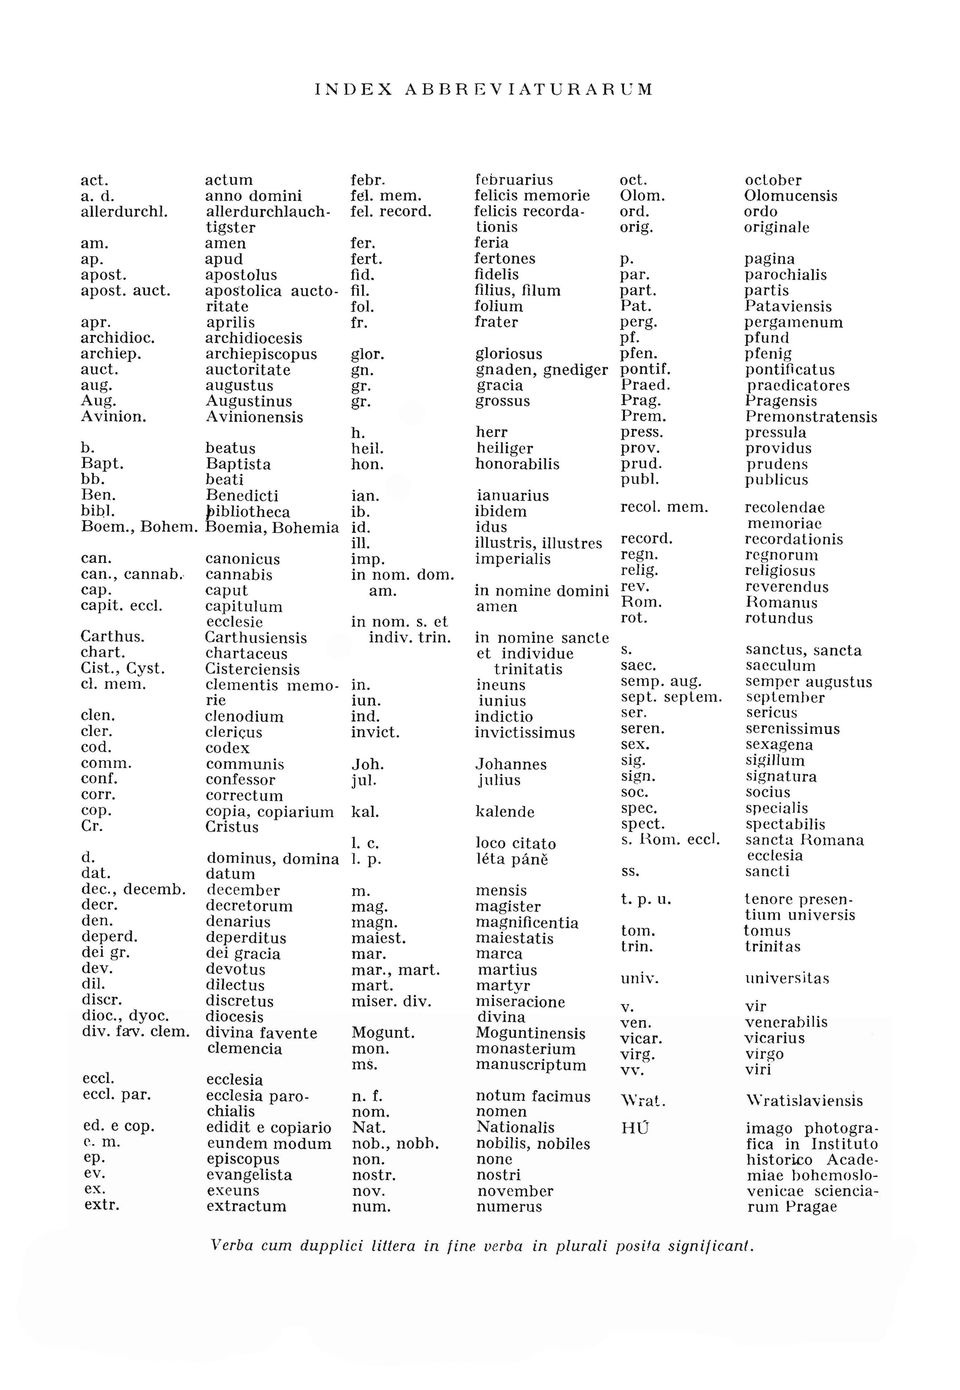 INDEX ABBREVIATURARUM
act. actum
a. d. anno domini
allerdurchl. allerdurchlauch-
tigster
am. amen
ap. apud
apost. apostolus
apost. auct. apostolica aucto-
ritate
apr. aprilis
archidioc. archidiocesis
archiep. archiepiscopus
auct. auctoritate
aug. augustus
Aug. Augustinus
Avinion. Avinionensis
b. beatus
Bapt. Baptista
bb. beati
Ben. Benedicti
bibl. bibliotheca
Boem., Bohem. Boemia, Bohemia
can. canonicus
can., cannab. cannabis
cap. caput
capit. eccl. capitulum
ecclesie
Carthus. Carthusiensis
chart. chartaceus
Cist., Cyst. Cisterciensis
cl. mem. clementis memo-
rie
clen. clenodium
cler. clericus
cod. codex
comm. communis
conf. confessor
corr. correctum
cop. copia, copiarium
Cr. Cristus
d. dominus, domina
dat. datum
dec., decemb. december
decr. decretorum
den. denarius
deperd. deperditus
dei gr. dei gracia
dev. devotus
dil. dilectus
discr. discretus
dioc., dyoc. diocesis
div. fav. clem. divina favente
clemencia
eccl. ecclesia
eccl. par. ecclesia paro-
chialis
ed. e cop. edidit e copiario
e. m. eundem modum
ep. episcopus
ev. evangelista
ex. exeuns
extr. extractum
febr. februarius
fel. mem. felicis memorie
fel. record. felicis recorda-
tionis
fer. feria
fert. fertones
fid. fidelis
fil. filius, filum
fol. folium
fr. frater
glor. gloriosus
gn. gnaden, gnediger
gr. gracia
gr. grossus
h. herr
heil. heiliger
hon. honorabilis
ian. ianuarius
ib. ibidem
id. idus
ill. illustris, illustres
imp. imperialis
in nom. dom.
am. in nomine domini
amen
in nom. s. et
indiv. trin. in nomine sancte
et individue
trinitatis
in. ineuns
iun. iunius
ind. indictio
invict. invictissimus
Joh. Johannes
jul. julius
kal. kalende
l. c. loco citato
l. p. léta páně
m. mensis
mag. magister
magn. magnificentia
maiest. maiestatis
mar. marca
mar., mart. martius
mart. martyr
miser. div. miseracione
divina
Mogunt. Moguntinensis
mon. monasterium
ms. manuscriptum
n. f. notum facimus
nom. nomen
Nat. Nationalis
nob., nobb. nobilis, nobiles
non. none
nostr. nostri
nov. november
num. numerus
oct. october
Olom. Olomucensis
ord. ordo
orig. originale
p. pagina
par. parochialis
part. partis
Pat. Pataviensis
perg. pergamenum
pf. pfund
pfen. pfenig
pontif. pontificatus
Praed. praedicatores
Prag. Pragensis
Prem. Premonstratensis
press. pressula
prov. providus
prud. prudens
publ. publicus
recol. mem. recolendae
memoriae
record. recordationis
regn. regnorum
relig. religiosus
rev. reverendus
Rom. Romanus
rot. rotundus
s. sanctus, sancta
saec. saeculum
semp. aug. semper augustus
sept. septem. september
ser. sericus
seren. serenissimus
sex. sexagena
sig. sigillum
sign. signatura
soc. socius
spec. specialis
spect. spectabilis
s. Rom. eccl. sancta Romana
ecclesia
ss. sancti
t. p. u. tenore presen-
tium universis
tom. tomus
trin. trinitas
univ. universitas
v. vir
ven. venerabilis
vicar. vicarius
virg. virgo
vv. viri
Wrat. Wratislaviensis
HÚ imago photogra-
fica in Instituto
historico Acade-
miae bohemoslo-
venicae scienciа-
rum Pragae
Verba cum dupplici littera in fine verba in plurali posita significant.